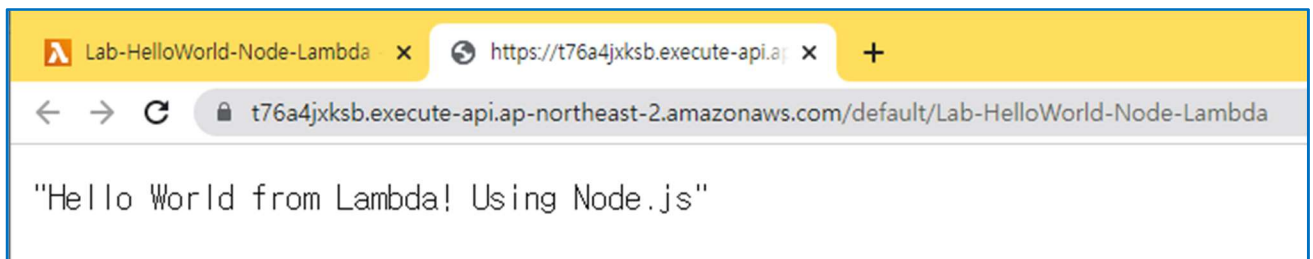 Lab-HelloWorld-Node-Lambda
https://t76a4jxksb.execute-api.a
t76a4jxksb.execute-api.ap-northeast-2.amazonaws.com/default/Lab-HelloWorld-Node-Lambda
"Hello World from Lambda! Using Node.js"